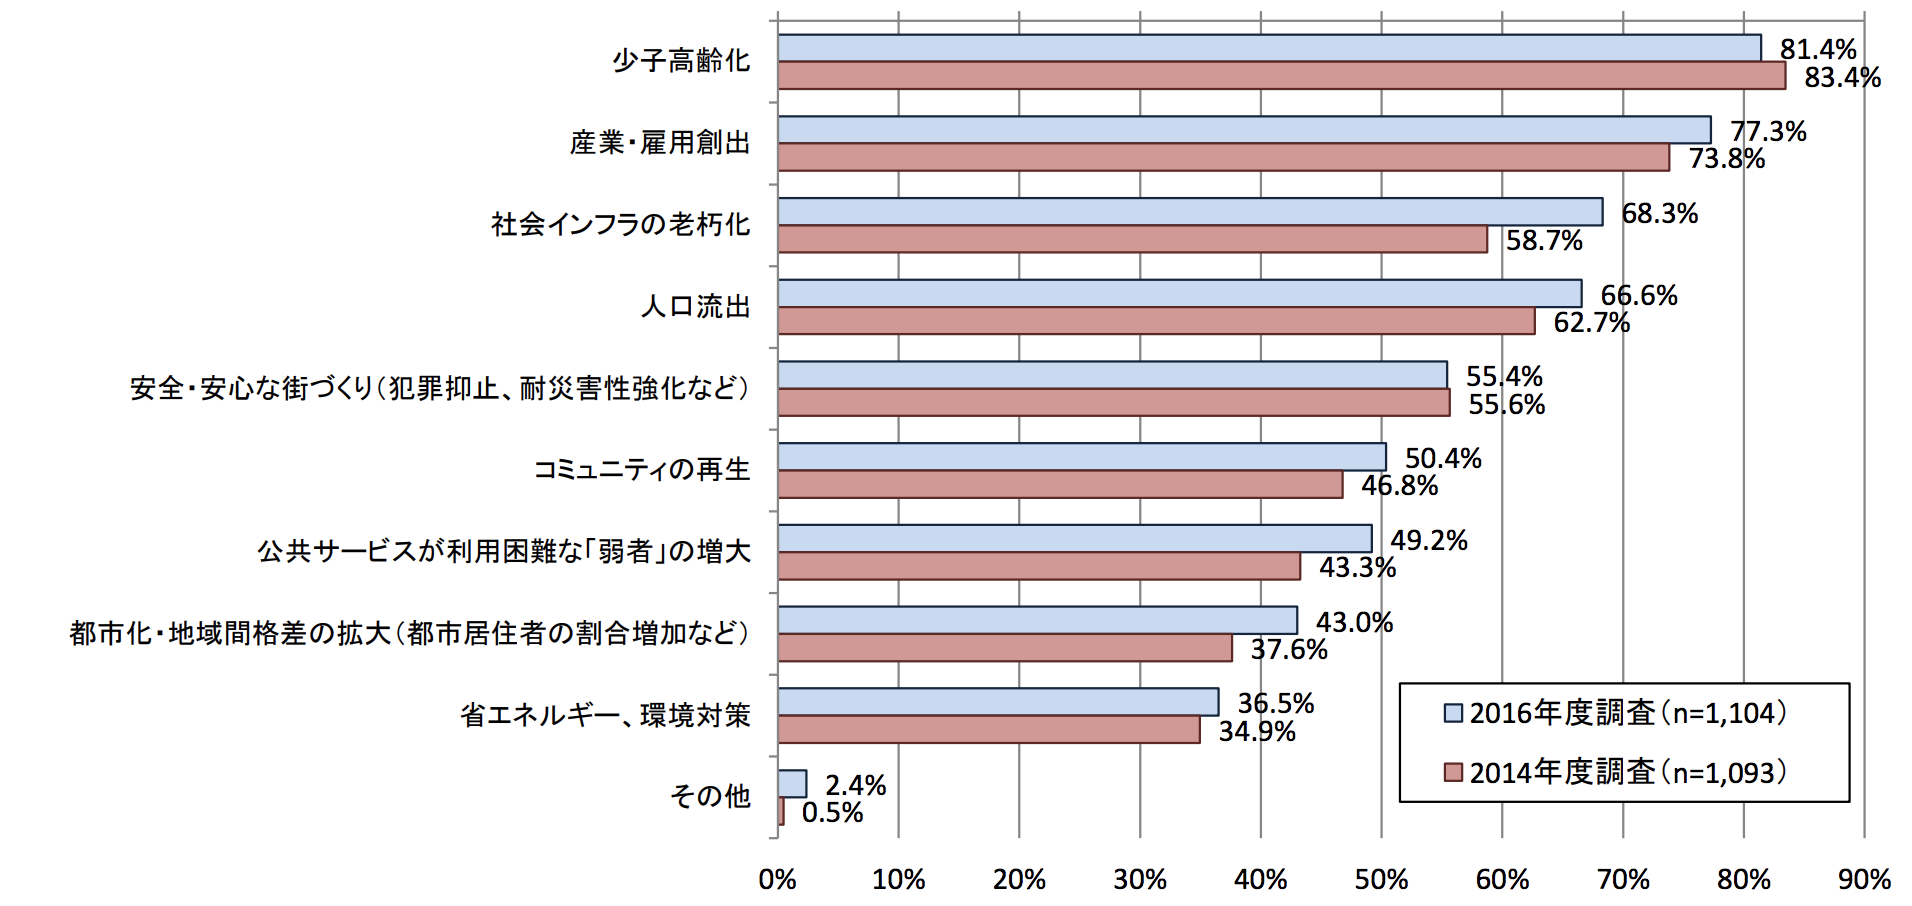 少子高齢化
81.4%
83.4%
産業・雇用創出
77.3%
73.8%
社会インフラの老朽化
68.3%
58.7%
人口流出
66.6%
62.7%
安全・安心な街づくり（犯罪抑止、耐災害性強化など）
55.4%
55.6%
コミュニティの再生
50.4%
46.8%
公共サービスが利用困難な「弱者」の増大
49.2%
43.3%
都市化・地域間格差の拡大（都市居住者の割合増加など）
43.0%
37.6%
省エネルギー、環境対策
36.5%
34.9%
その他
2.4%
0.5%
2016年度調査（n=1,104）
2014年度調査（n=1,093）
0% 10% 20% 30% 40% 50% 60% 70% 80% 90%